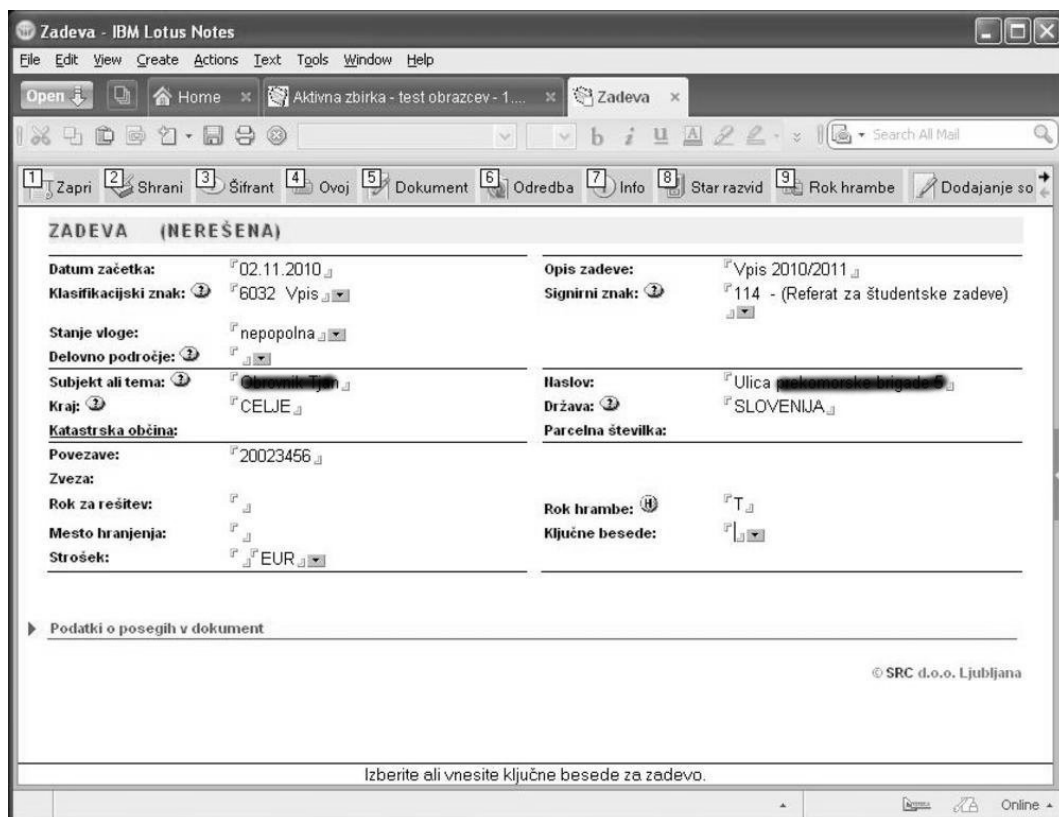 Zadeva - IBM Lotus Notes
File Edit View Create Actions Text Tools Window Help
Open Home Aktivna zbirka - test obrazcev - 1.... Zadeva
b i u A Search All Mail
1 Zapri 2 Shrani 3 Šifrant 4 Ovoj 5 Dokument 6 Odredba 7 Info 8 Star razvid 9 Rok hrambe Dodajanje so
ZADEVA (NEREŠENA)
Datum začetka: 02.11.2010 Opis zadeve: Vpis 2010/2011
Klasifikacijski znak: 6032 Vpis Signirni znak: 114 - (Referat za študentske zadeve)
Stanje vloge: nepopolna
Delovno področje:
Subjekt ali tema: Naslov: Ulica
Kraj: CELJE Država: SLOVENIJA
Katastrska občina: Parcelna številka:
Povezave: 20023456
Zveza:
Rok za rešitev: Rok hrambe: H T
Mesto hranjenja: Ključne besede:
Strošek: EUR
Podatki o posegih v dokument
© SRC d.o.o. Ljubljana
Izberite ali vnesite ključne besede za zadevo.
Online